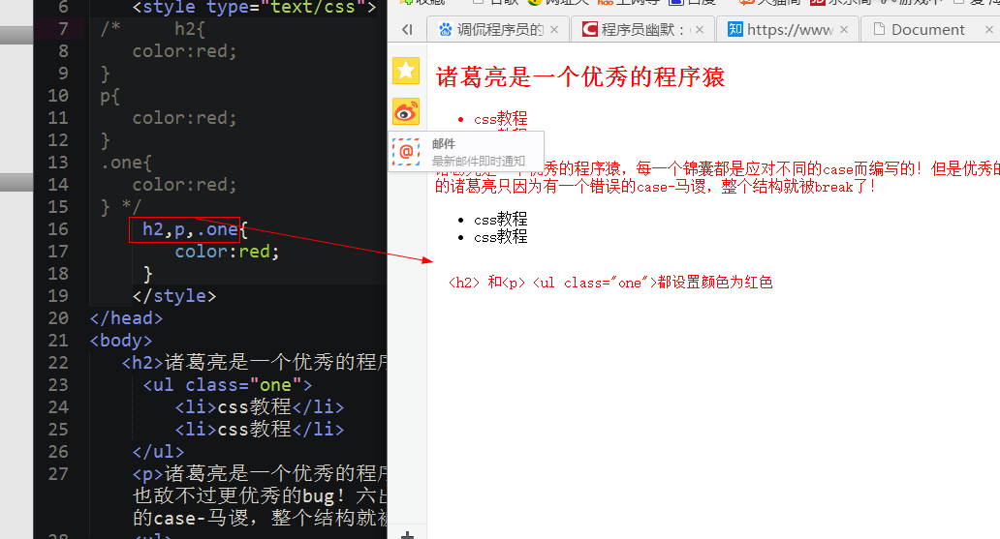 6 <style type="text/css">
7 /* h2{
8 color:red;
9 }
10 p{
11 color:red;
12 }
13 .one{
14 color:red;
15 } */
16 h2,p,.one{
17 color:red;
18 }
19 </style>
20 </head>
21 <body>
22 <h2>诸葛亮是一个优秀的程序
23 <ul class="one">
24 <li>css教程</li>
25 <li>css教程</li>
26 </ul>
27 <p>诸葛亮是一个优秀的程序
也敌不过更优秀的bug! 六出
的case-马谡, 整个结构就被
28 <ul>
调侃程序员的 ×
程序员幽默: ×
知 https://www ×
Document ×
诸葛亮是一个优秀的程序猿
css教程
邮件
最新邮件即时通知
的程序猿, 每一个锦囊都是应对不同的case而编写的! 但是优秀的
的诸葛亮只因为有一个错误的case-马谡, 整个结构就被break了!
css教程
css教程
<h2> 和<p> <ul class="one">都设置颜色为红色